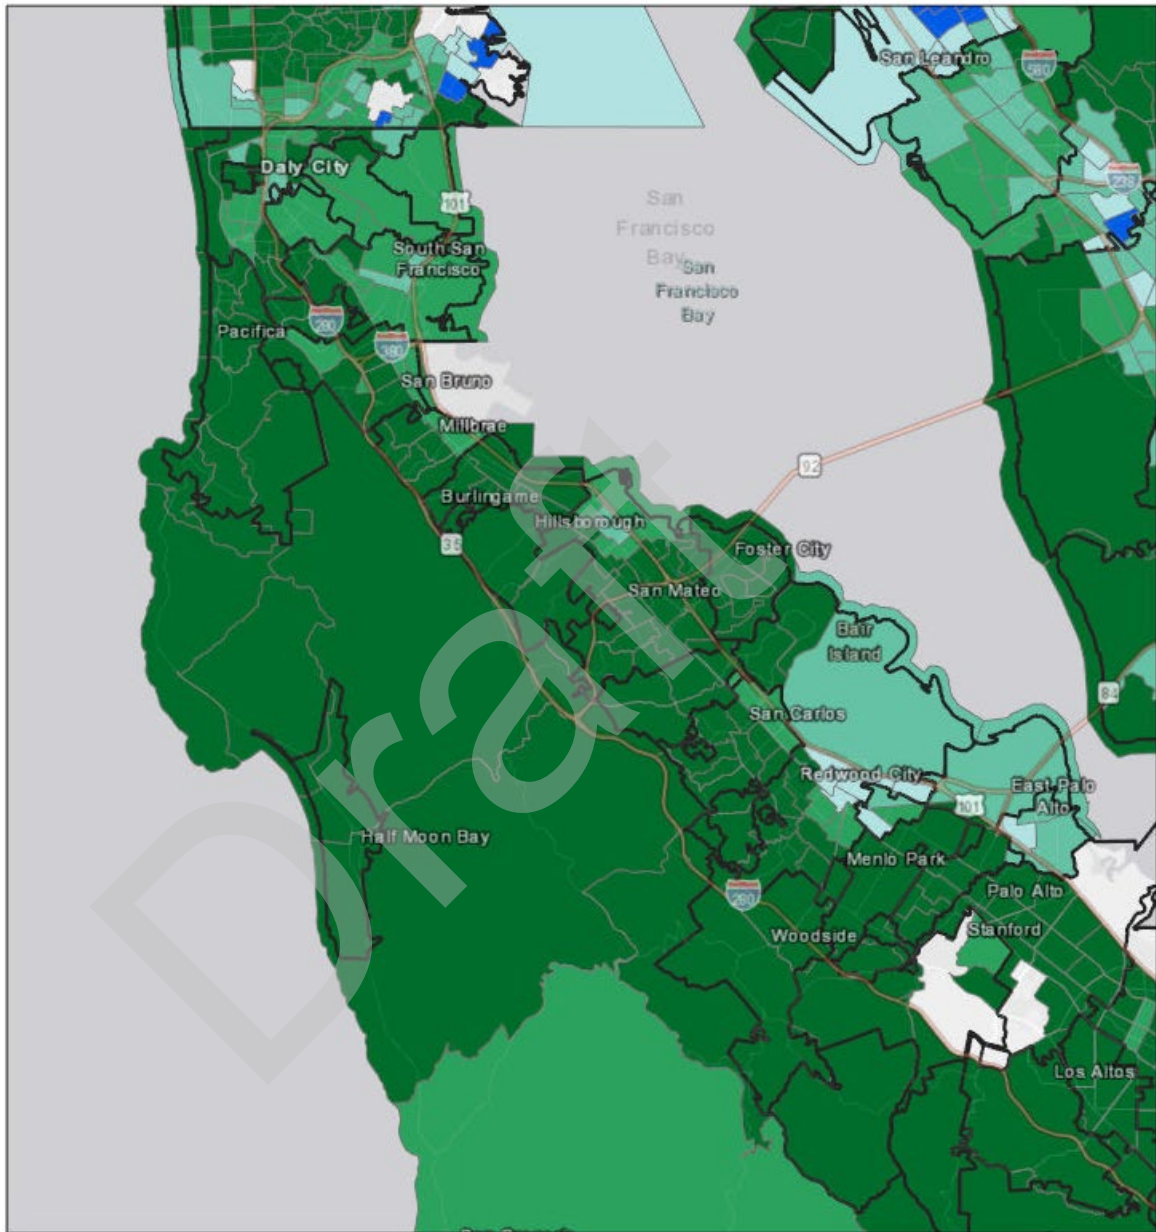 San Leandro
580
Daly City
238
101
San
Francisco
Bay
San
Francisco
Bay
South San
Francisco
Pacifica
280
380
San Bruno
Millbrae
92
Burlingame
Hillsborough
35
Foster City
San Mateo
Bair
Island
84
San Carlos
Redwood City
East Palo
Alto
101
Half Moon Bay
Menlo Park
280
Palo Alto
Stanford
Woodside
Los Altos
Draft